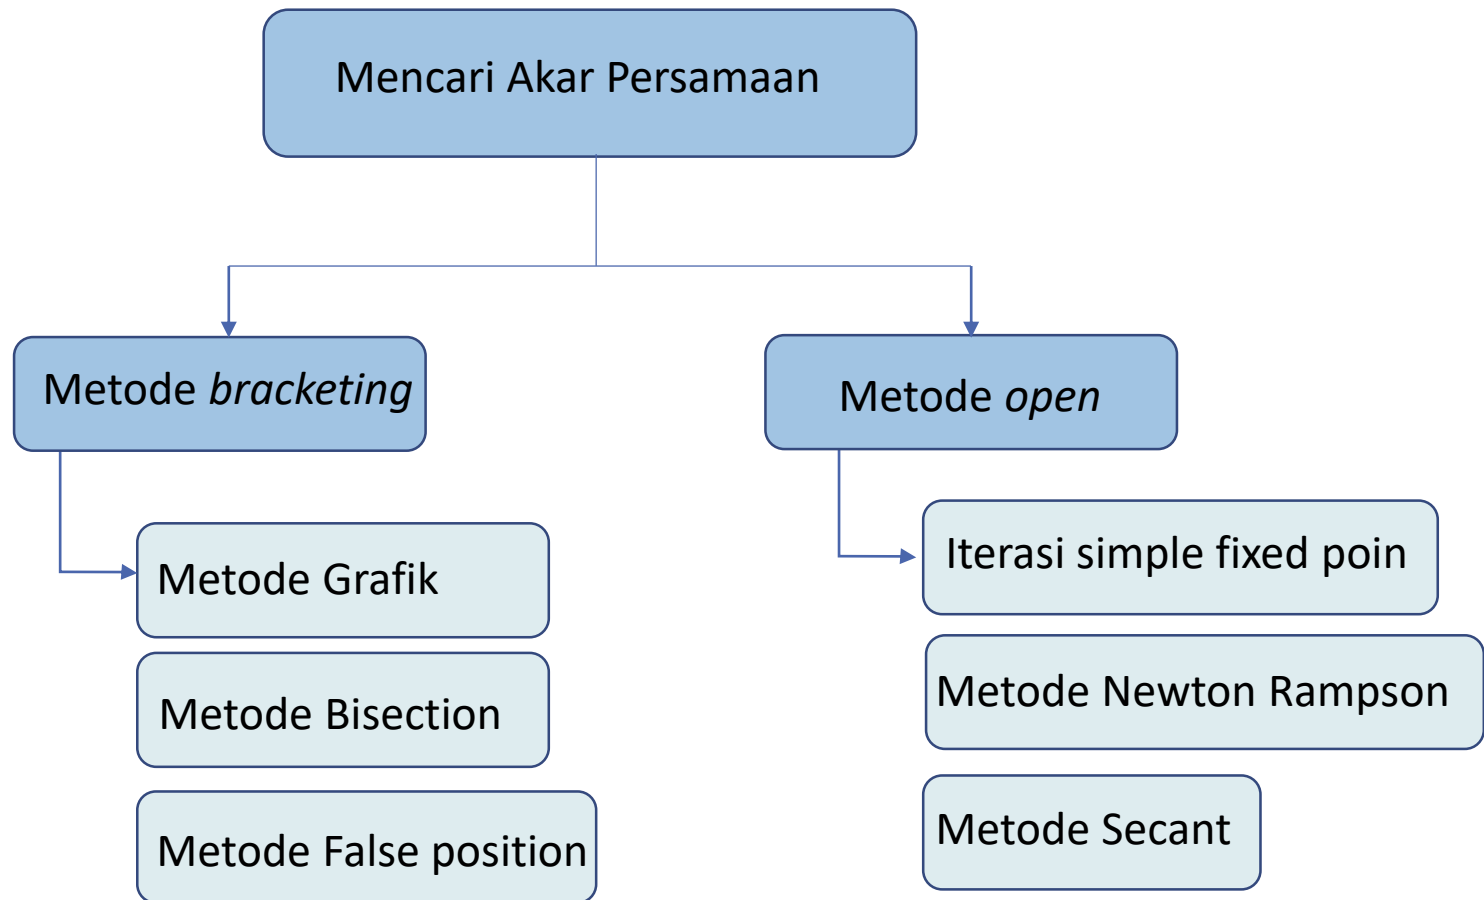 Mencari Akar Persamaan
Metode bracketing
Metode Grafik
Metode Bisection
Metode False position
Metode open
Iterasi simple fixed poin
Metode Newton Rampson
Metode Secant